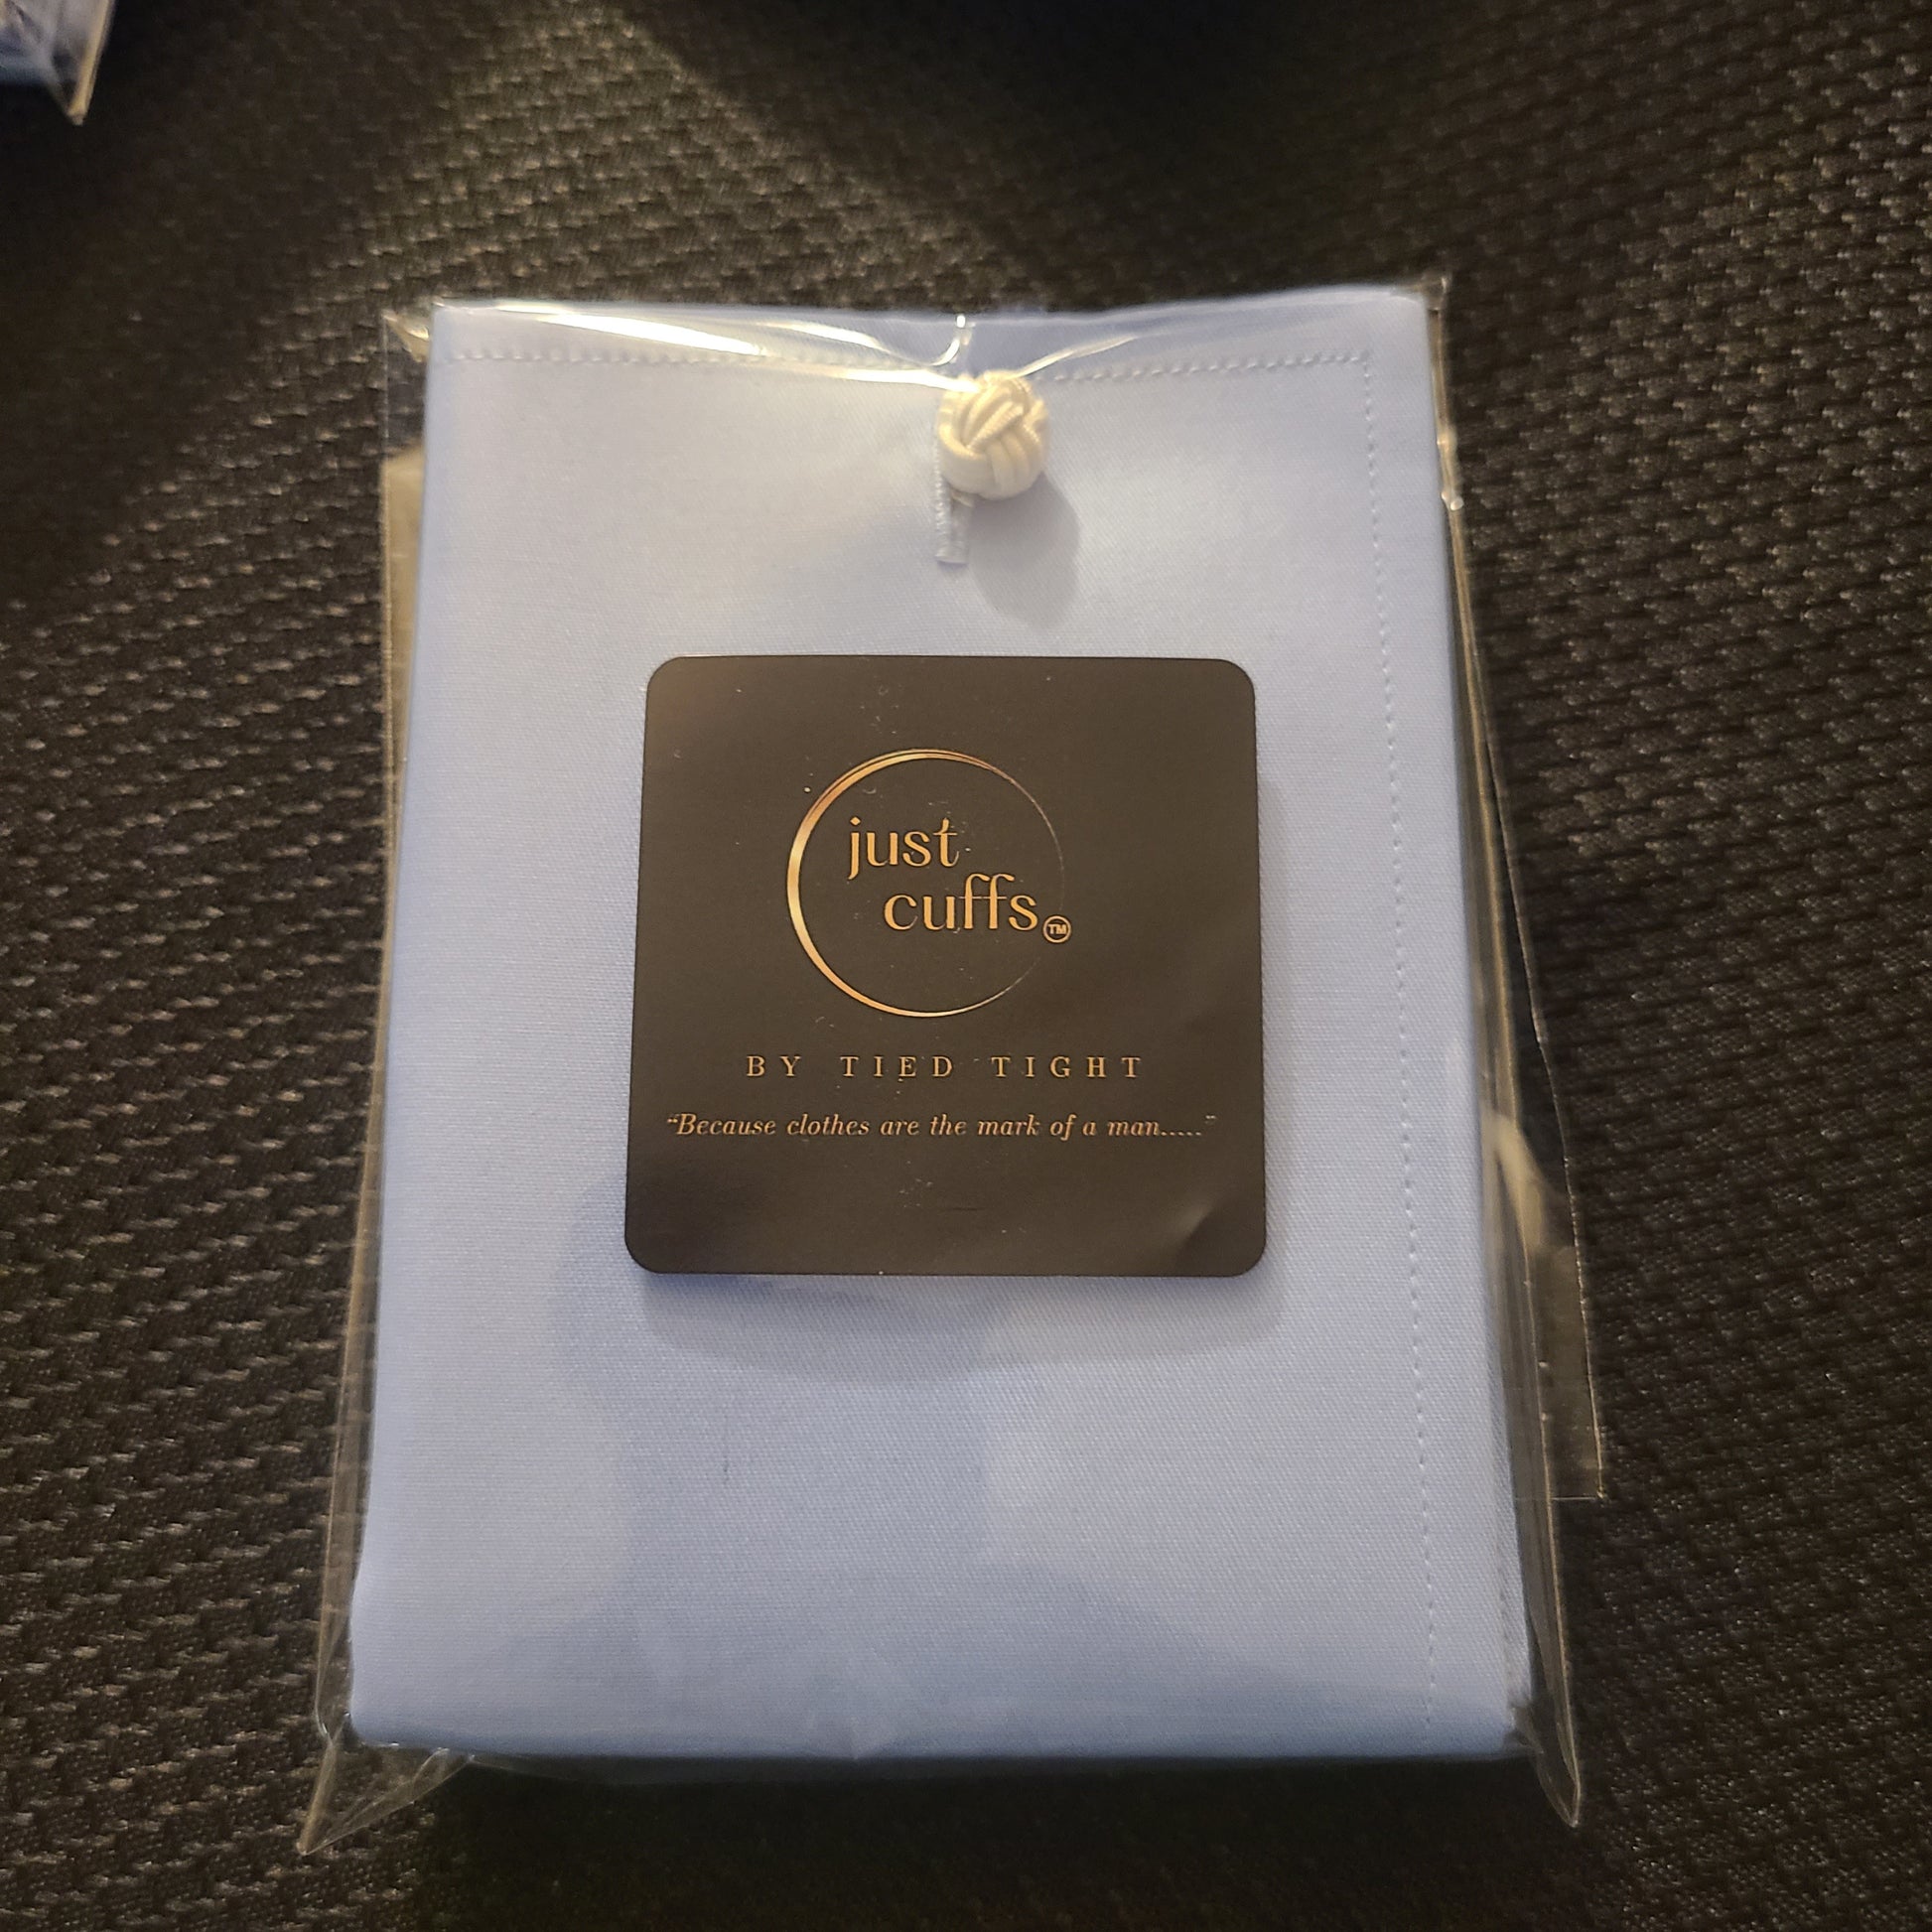 just
cuffs™
BY TIED TIGHT
"Because clothes are the mark of a man....."